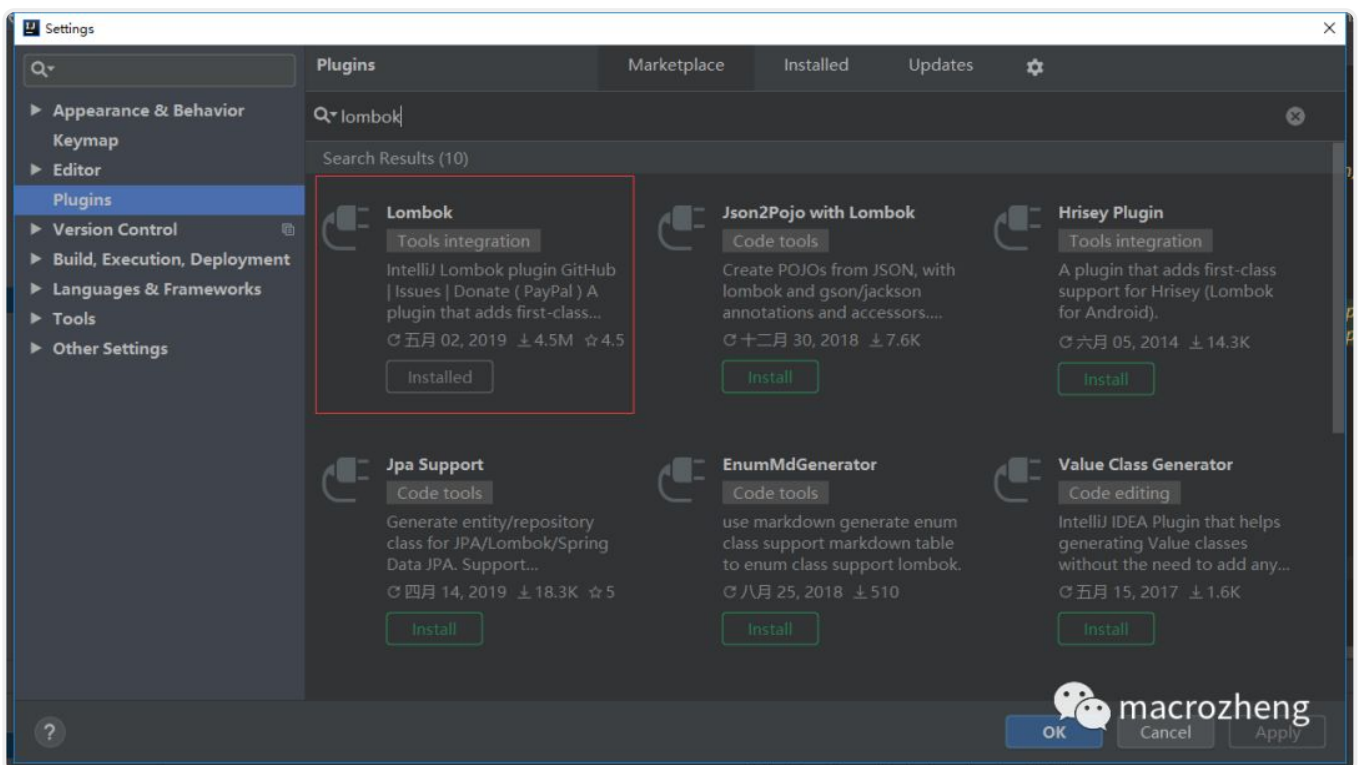 Settings
Plugins
Marketplace
Installed
Updates
Appearance & Behavior
Keymap
Editor
Plugins
Version Control
Build, Execution, Deployment
Languages & Frameworks
Tools
Other Settings
lombok
Search Results (10)
Lombok
Tools integration
IntelliJ Lombok plugin GitHub
| Issues | Donate ( PayPal ) A
plugin that adds first-class...
五月 02, 2019 4.5M 4.5
Installed
Json2Pojo with Lombok
Code tools
Create POJOs from JSON, with
lombok and gson/jackson
annotations and accessors....
十二月 30, 2018 7.6K
Install
Hrisey Plugin
Tools integration
A plugin that adds first-class
support for Hrisey (Lombok
for Android).
六月 05, 2014 14.3K
Install
Jpa Support
Code tools
Generate entity/repository
class for JPA/Lombok/Spring
Data JPA. Support...
四月 14, 2019 18.3K 5
Install
EnumMdGenerator
Code tools
use markdown generate enum
class support markdown table
to enum class support lombok.
八月 25, 2018 510
Install
Value Class Generator
Code editing
IntelliJ IDEA Plugin that helps
generating Value classes
without the need to add any...
五月 15, 2017 1.6K
Install
macrozheng
?
OK
Cancel
Apply